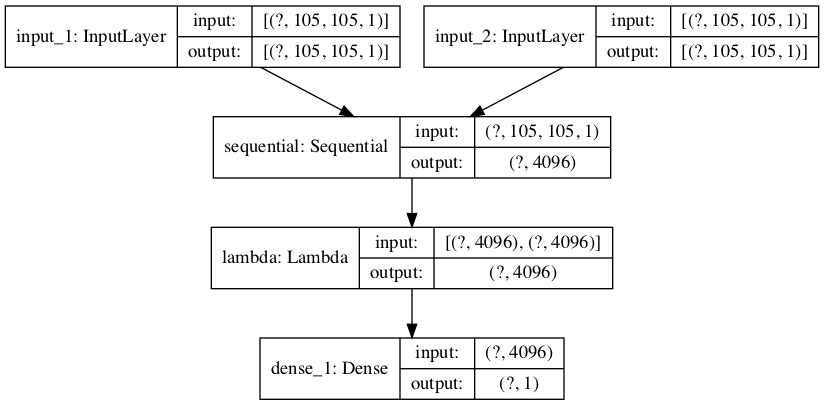 input_1: InputLayer
input: [(?, 105, 105, 1)]
output: [(?, 105, 105, 1)]
input_2: InputLayer
input: [(?, 105, 105, 1)]
output: [(?, 105, 105, 1)]
sequential: Sequential
input: (?, 105, 105, 1)
output: (?, 4096)
lambda: Lambda
input: [(?, 4096), (?, 4096)]
output: (?, 4096)
dense_1: Dense
input: (?, 4096)
output: (?, 1)